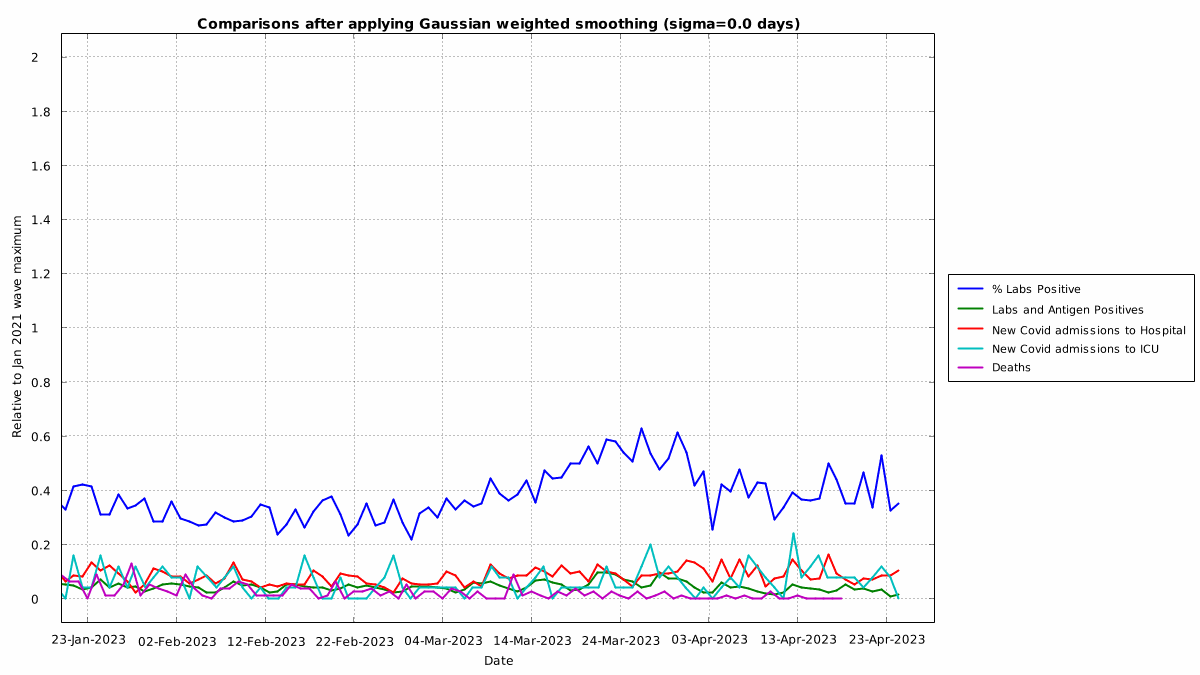 Comparisons after applying Gaussian weighted smoothing (sigma=0.0 days)
Relative to Jan 2021 wave maximum
2
1.8
1.6
1.4
1.2
1
0.8
0.6
0.4
0.2
0
23-Jan-2023 02-Feb-2023 12-Feb-2023 22-Feb-2023 04-Mar-2023 14-Mar-2023 24-Mar-2023 03-Apr-2023 13-Apr-2023 23-Apr-2023
Date
% Labs Positive
Labs and Antigen Positives
New Covid admissions to Hospital
New Covid admissions to ICU
Deaths